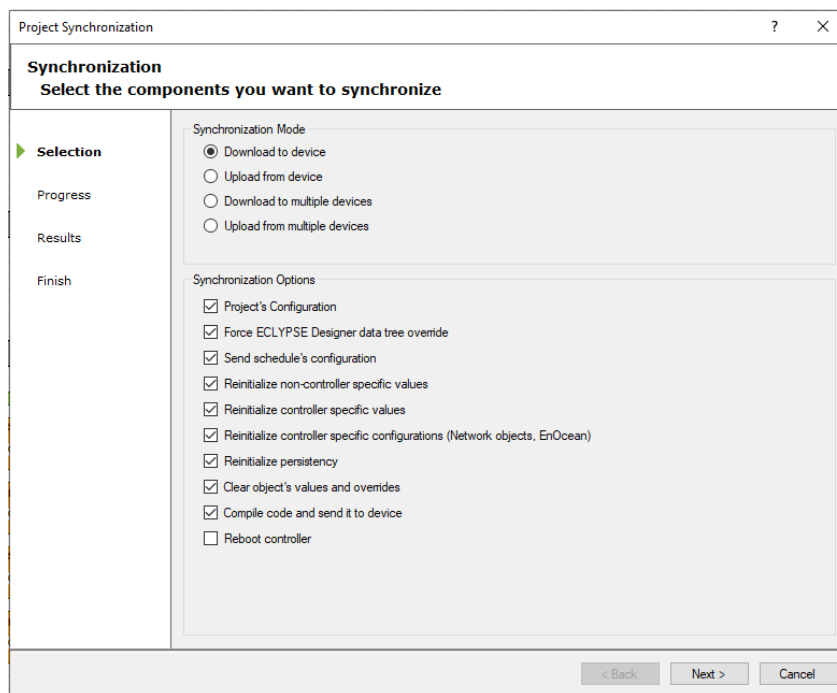 Project Synchronization
Synchronization
Select the components you want to synchronize
Selection
Progress
Results
Finish
Synchronization Mode
Download to device
Upload from device
Download to multiple devices
Upload from multiple devices
Synchronization Options
Project's Configuration
Force ECLYPSE Designer data tree override
Send schedule's configuration
Reinitialize non-controller specific values
Reinitialize controller specific values
Reinitialize controller specific configurations (Network objects, EnOcean)
Reinitialize persistency
Clear object's values and overrides
Compile code and send it to device
Reboot controller
< Back Next > Cancel